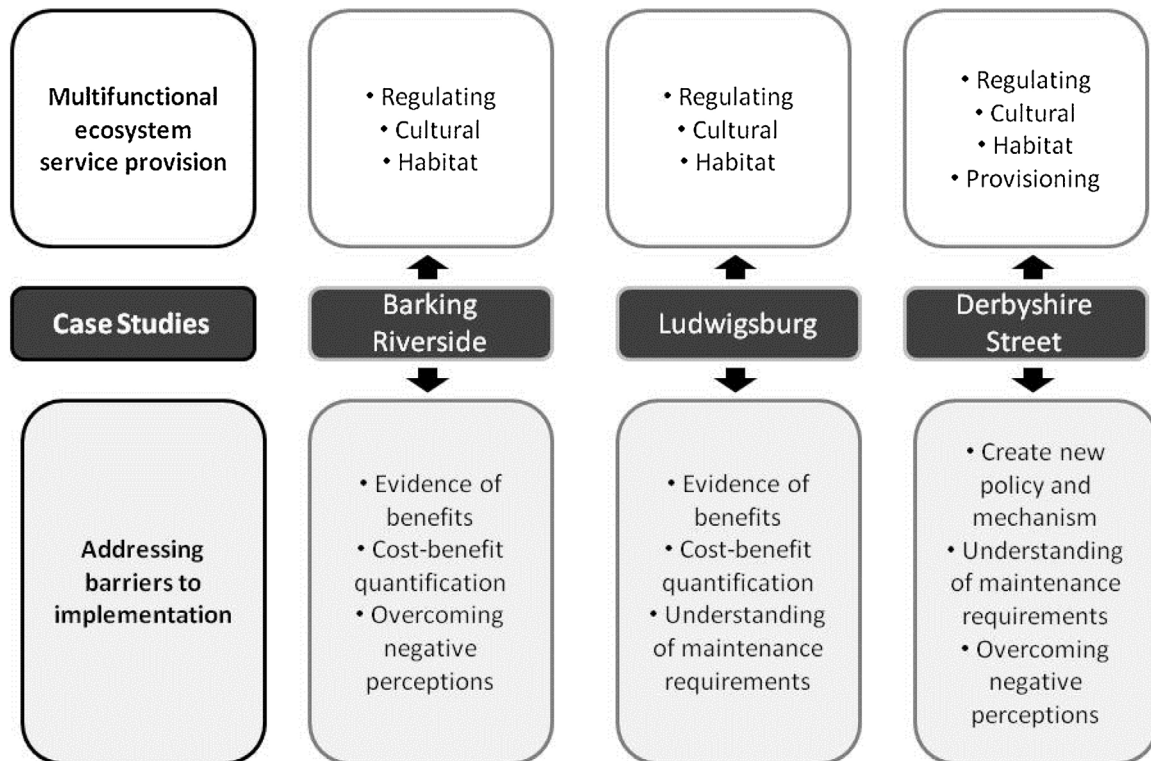 Multifunctional
ecosystem
service provision
• Regulating
• Cultural
• Habitat
• Regulating
• Cultural
• Habitat
• Regulating
• Cultural
• Habitat
• Provisioning
Case Studies
Barking
Riverside
Ludwigsburg
Derbyshire
Street
Addressing
barriers to
implementation
• Evidence of
benefits
• Cost-benefit
quantification
• Overcoming
negative
perceptions
• Evidence of
benefits
• Cost-benefit
quantification
• Understanding
of maintenance
requirements
• Create new
policy and
mechanism
• Understanding
of maintenance
requirements
• Overcoming
negative
perceptions